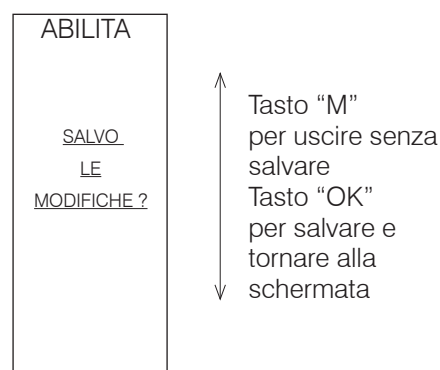 ABILITA
SALVO
LE
MODIFICHE ?
Tasto “M”
per uscire senza
salvare
Tasto “OK”
per salvare e
tornare alla
schermata